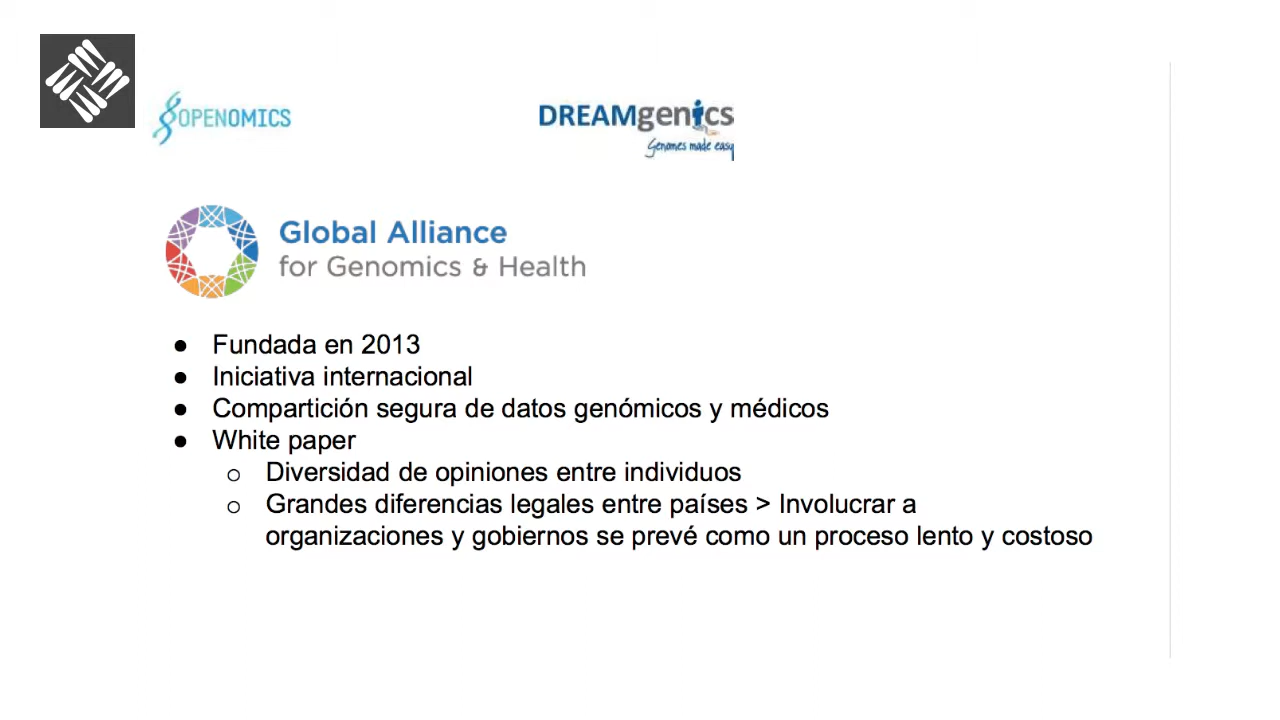 OPENOMICS
DREAMgenics
Genomes made easy
Global Alliance
for Genomics & Health
● Fundada en 2013
● Iniciativa internacional
● Compartición segura de datos genómicos y médicos
● White paper
○ Diversidad de opiniones entre individuos
○ Grandes diferencias legales entre países > Involucrar a
organizaciones y gobiernos se prevé como un proceso lento y costoso